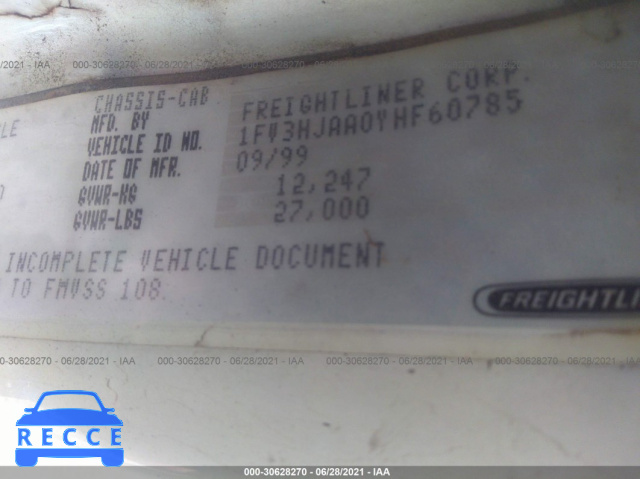 000-30628270 - 06/28/2021 - IAA
CHASSIS-CAB
MFD. BY FREIGHTLINER CORP.
VEHICLE ID NO. 1FV3HJAA0YHF60785
DATE OF MFR. 09/99
GVWR-KG 12,247
GVWR-LBS 27,000
INCOMPLETE VEHICLE DOCUMENT
TO FMVSS 108.
FREIGHTLIN
000-30628270 - 06/28/2021 - IAA
RECCE
000-30628270 - 06/28/2021 - IAA